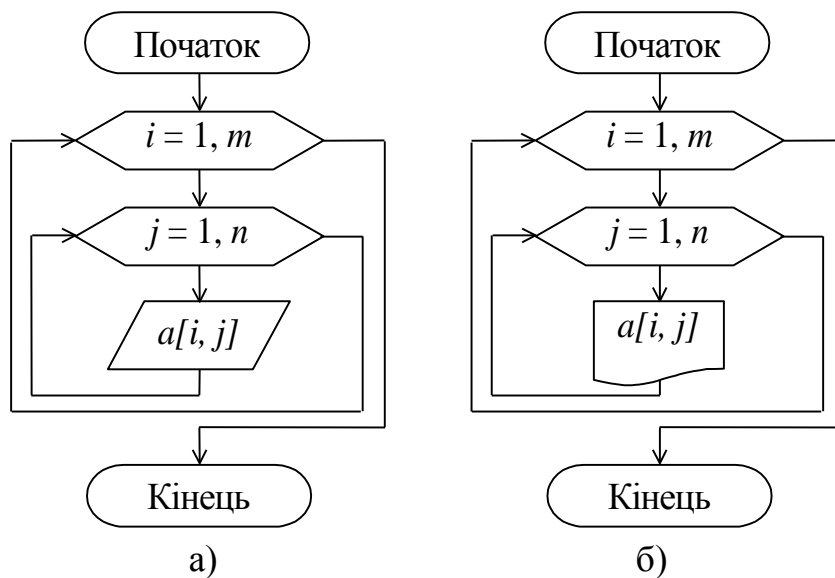 Початок
i = 1, m
j = 1, n
a[i, j]
Кінець
а)
Початок
i = 1, m
j = 1, n
a[i, j]
Кінець
б)